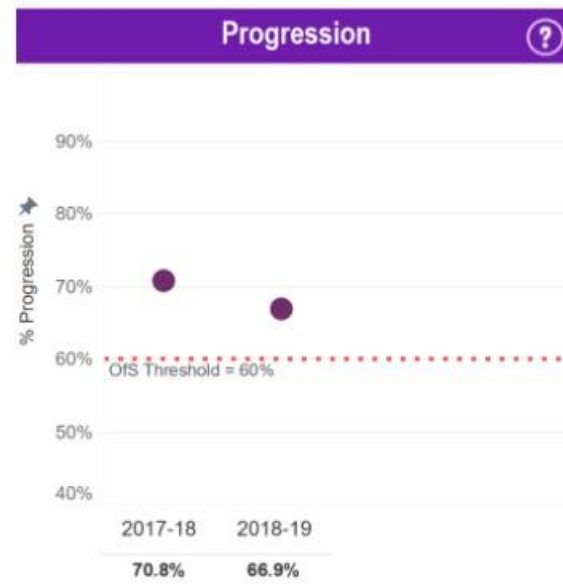 Progression ?
90%
80%
70%
60%
50%
40%
% Progression
OfS Threshold = 60%
2017-18 2018-19
70.8% 66.9%